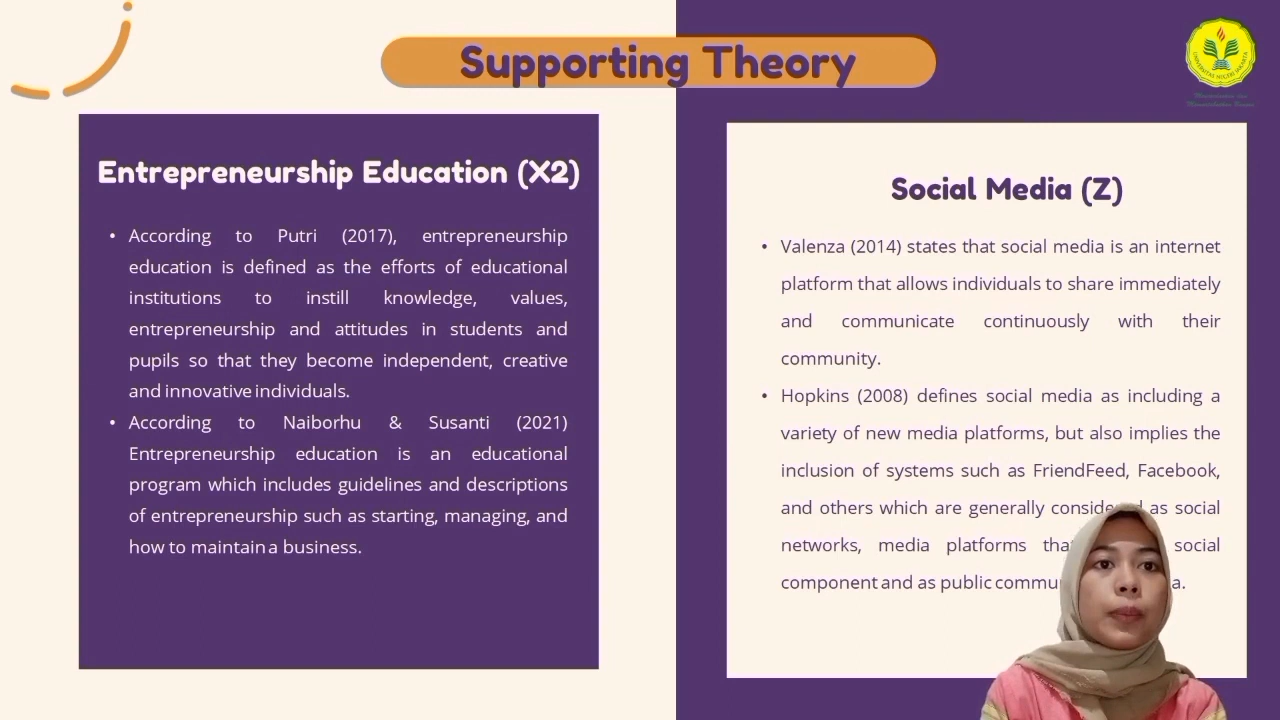 Supporting Theory
Entrepreneurship Education (X2)
• According to Putri (2017), entrepreneurship
education is defined as the efforts of educational
institutions to instill knowledge, values,
entrepreneurship and attitudes in students and
pupils so that they become independent, creative
and innovative individuals.
• According to Naiborhu & Susanti (2021)
Entrepreneurship education is an educational
program which includes guidelines and descriptions
of entrepreneurship such as starting, managing, and
how to maintain a business.
Social Media (Z)
• Valenza (2014) states that social media is an internet
platform that allows individuals to share immediately
and communicate continuously with their
community.
• Hopkins (2008) defines social media as including a
variety of new media platforms, but also implies the
inclusion of systems such as FriendFeed, Facebook,
and others which are generally as social
networks, media platforms social
component and as public
UNIVERSITAS NEGERI JAKARTA